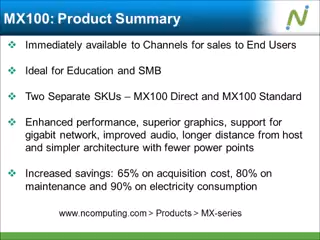 MX100: Product Summary
Immediately available to Channels for sales to End Users
Ideal for Education and SMB
Two Separate SKUs – MX100 Direct and MX100 Standard
Enhanced performance, superior graphics, support for
gigabit network, improved audio, longer distance from host
and simpler architecture with fewer power points
Increased savings: 65% on acquisition cost, 80% on
maintenance and 90% on electricity consumption
www.ncomputing.com > Products > MX-series